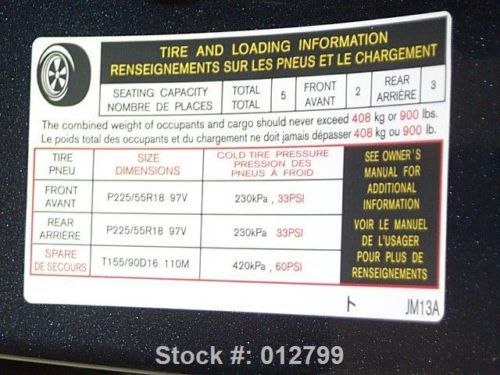 TIRE AND LOADING INFORMATION
RENSEIGNEMENTS SUR LES PNEUS ET LE CHARGEMENT
SEATING CAPACITY TOTAL 5 FRONT 2 REAR 3
NOMBRE DE PLACES TOTAL AVANT ARRIÈRE
The combined weight of occupants and cargo should never exceed 408 kg or 900 lbs.
Le poids total des occupants et du chargement ne doit jamais dépasser 408 kg ou 900 lb.
TIRE PNEU
SIZE DIMENSIONS
COLD TIRE PRESSURE
PRESSION DES
PNEUS À FROID
FRONT AVANT
P225/55R18 97V
230kPa , 33PSI
REAR ARRIÈRE
P225/55R18 97V
230kPa 33PSI
SPARE DE SECOURS
T155/90D16 110M
420kPa , 60PSI
SEE OWNER'S
MANUAL FOR
ADDITIONAL
INFORMATION
VOIR LE MANUEL
DE L'USAGER
POUR PLUS DE
RENSEIGNEMENTS
JM13A
Stock #: 012799